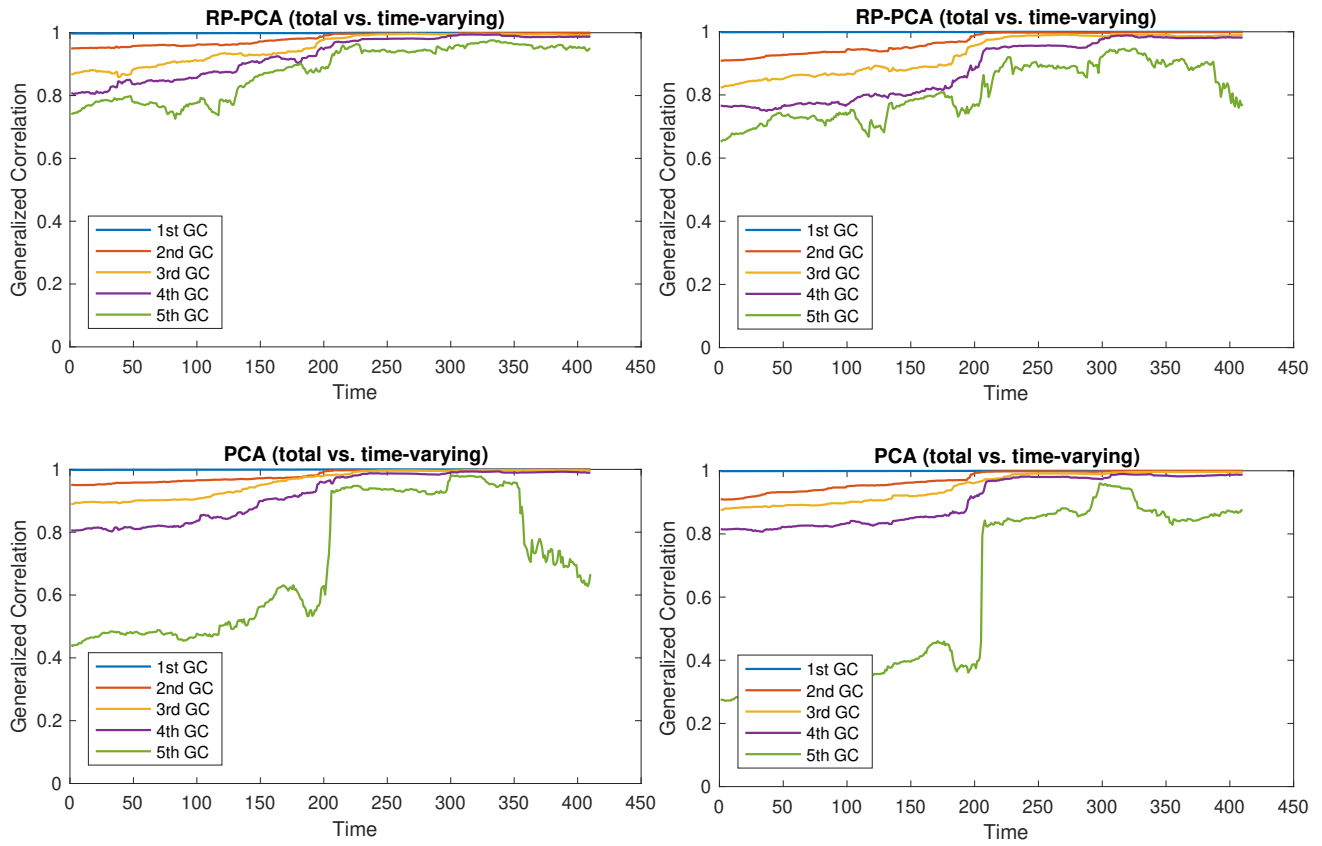 RP-PCA (total vs. time-varying)
1
0.8
0.6
0.4
0.2
0
Generalized Correlation
1st GC
2nd GC
3rd GC
4th GC
5th GC
0 50 100 150 200 250 300 350 400 450
Time
RP-PCA (total vs. time-varying)
1
0.8
0.6
0.4
0.2
0
Generalized Correlation
1st GC
2nd GC
3rd GC
4th GC
5th GC
0 50 100 150 200 250 300 350 400 450
Time
PCA (total vs. time-varying)
1
0.8
0.6
0.4
0.2
0
Generalized Correlation
1st GC
2nd GC
3rd GC
4th GC
5th GC
0 50 100 150 200 250 300 350 400 450
Time
PCA (total vs. time-varying)
1
0.8
0.6
0.4
0.2
0
Generalized Correlation
1st GC
2nd GC
3rd GC
4th GC
5th GC
0 50 100 150 200 250 300 350 400 450
Time